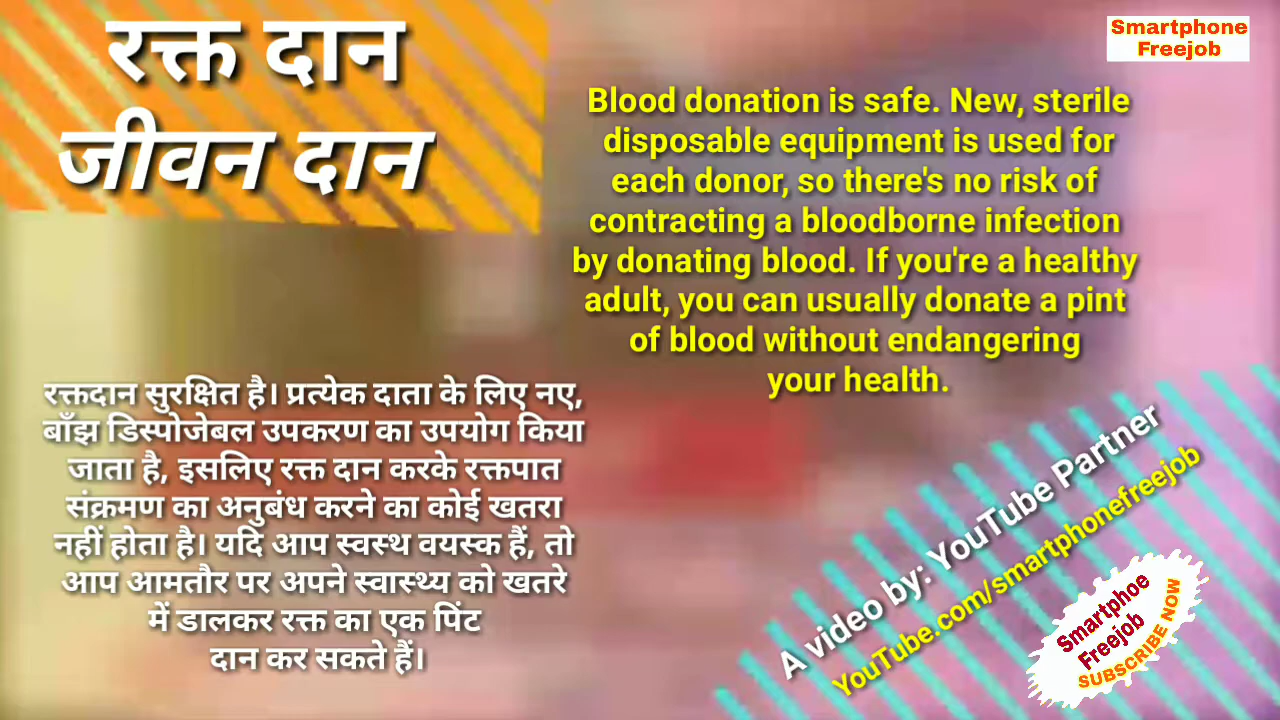 रक्त दान
जीवन दान
Smartphone
Freejob
Blood donation is safe. New, sterile
disposable equipment is used for
each donor, so there's no risk of
contracting a bloodborne infection
by donating blood. If you're a healthy
adult, you can usually donate a pint
of blood without endangering
your health.
रक्तदान सुरक्षित है। प्रत्येक दाता के लिए नए,
बाँझ डिस्पोजेबल उपकरण का उपयोग किया
जाता है, इसलिए रक्त दान करके रक्तपात
संक्रमण का अनुबंध करने का कोई खतरा
नहीं होता है। यदि आप स्वस्थ वयस्क हैं, तो
आप आमतौर पर अपने स्वास्थ्य को खतरे
में डालकर रक्त का एक पिंट
दान कर सकते हैं।
A video by: YouTube Partner
YouTube.com/smartphonefreejob
Smartphoe
Freejob
SUBSCRIBE NOW